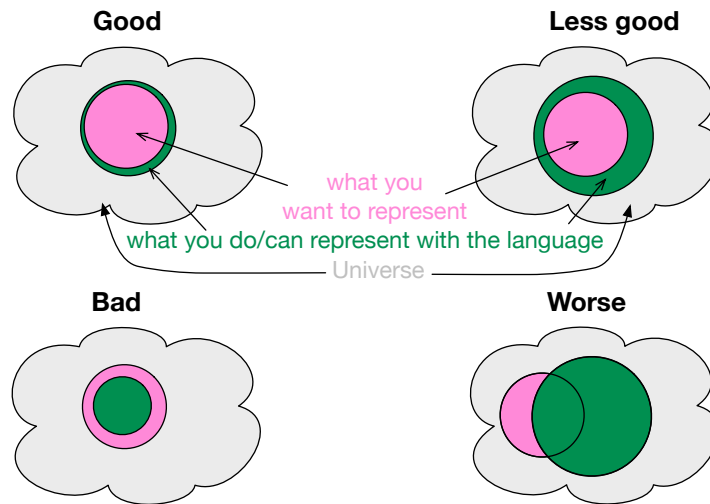 Good
Less good
what you
want to represent
what you do/can represent with the language
Universe
Bad
Worse